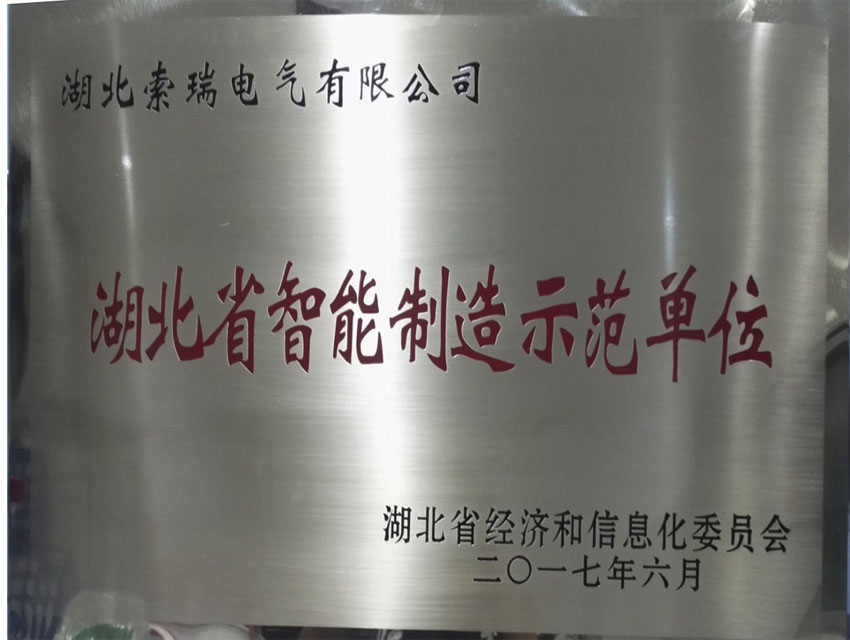 湖北索瑞电气有限公司
湖北省智能制造示范单位
湖北省经济和信息化委员会
二〇一七年六月